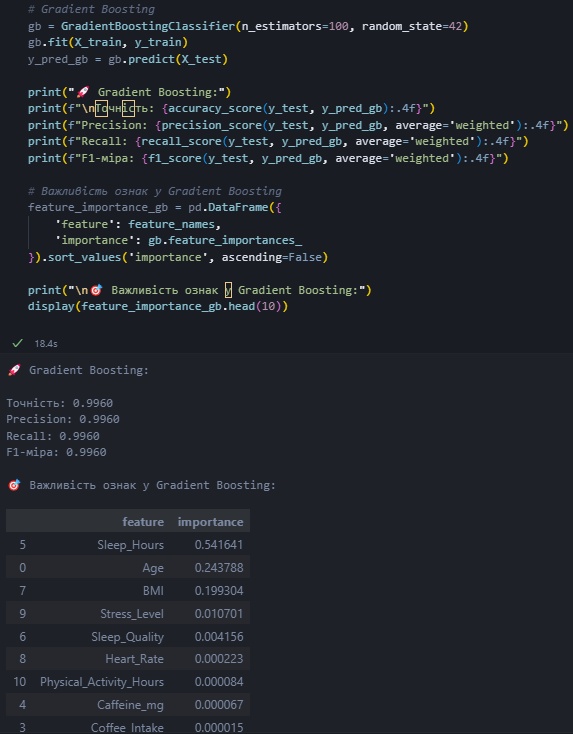 # Gradient Boosting
gb = GradientBoostingClassifier(n_estimators=100, random_state=42)
gb.fit(X_train, y_train)
y_pred_gb = gb.predict(X_test)
print("🚀 Gradient Boosting:")
print(f"\nТочність: {accuracy_score(y_test, y_pred_gb):.4f}")
print(f"Precision: {precision_score(y_test, y_pred_gb, average='weighted'):.4f}")
print(f"Recall: {recall_score(y_test, y_pred_gb, average='weighted'):.4f}")
print(f"F1-міра: {f1_score(y_test, y_pred_gb, average='weighted'):.4f}")
# Важливість ознак у Gradient Boosting
feature_importance_gb = pd.DataFrame({
'feature': feature_names,
'importance': gb.feature_importances_
}).sort_values('importance', ascending=False)
print("\n🎯 Важливість ознак у Gradient Boosting:")
display(feature_importance_gb.head(10))
18.4s
🚀 Gradient Boosting:
Точність: 0.9960
Precision: 0.9960
Recall: 0.9960
F1-міра: 0.9960
🎯 Важливість ознак у Gradient Boosting:
feature importance
5 Sleep_Hours 0.541641
0 Age 0.243788
7 BMI 0.199304
9 Stress_Level 0.010701
6 Sleep_Quality 0.004156
8 Heart_Rate 0.000223
10 Physical_Activity_Hours 0.000084
4 Caffeine_mg 0.000067
3 Coffee_Intake 0.000015